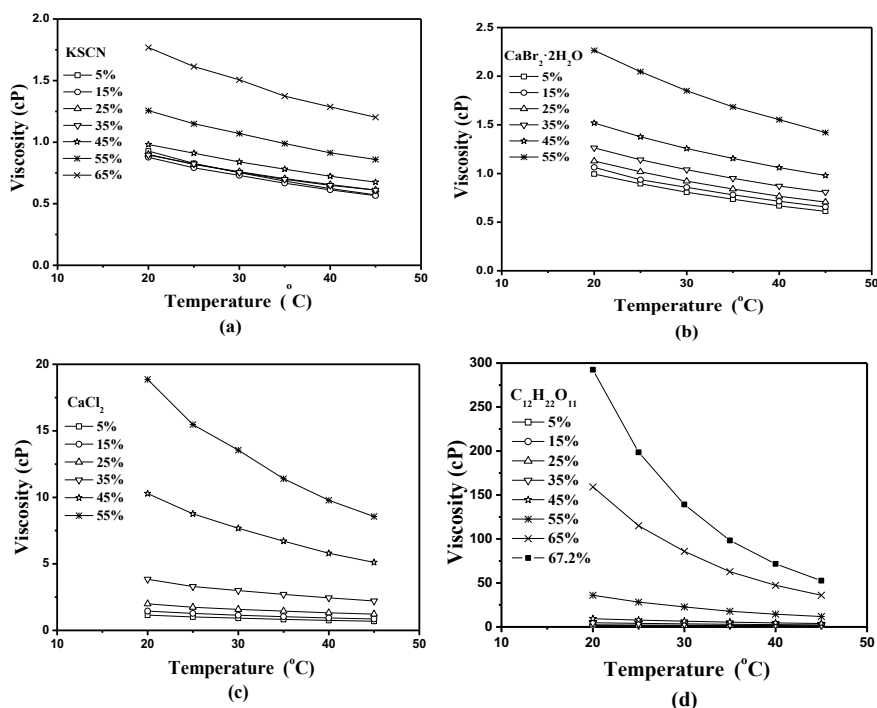 2.0
1.5
1.0
0.5
0.0
Viscosity (cP)
KSCN
5%
15%
25%
35%
45%
55%
65%
10 20 30 40 50
Temperature (°C)
(a)
2.5
2.0
1.5
1.0
0.5
0.0
Viscosity (cP)
CaBr₂·2H₂O
5%
15%
25%
35%
45%
55%
10 20 30 40 50
Temperature (°C)
(b)
20
15
10
5
0
Viscosity (cP)
CaCl₂
5%
15%
25%
35%
45%
55%
10 20 30 40 50
Temperature (°C)
(c)
300
250
200
150
100
50
0
Viscosity (cP)
C₁₂H₂₂O₁₁
5%
15%
25%
35%
45%
55%
65%
67.2%
10 20 30 40 50
Temperature (°C)
(d)